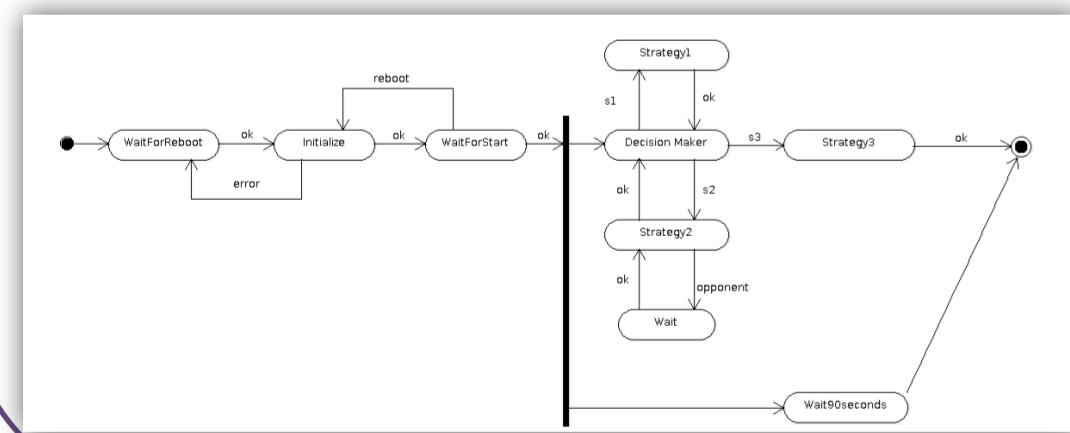 Strategy1
reboot
s1
ok
WaitForReboot
ok
Initialize
ok
WaitForStart
ok
Decision Maker
s3
Strategy3
ok
error
ok
s2
Strategy2
ok
opponent
Wait
Wait90seconds